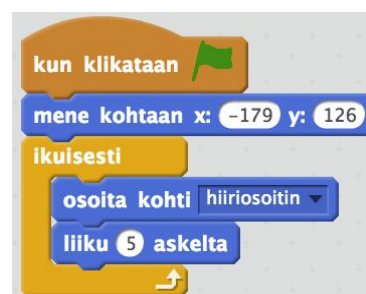 kun klikataan
mene kohtaan x: -179 y: 126
ikuisesti
osoita kohti hiiriosoitin
liiku 5 askelta